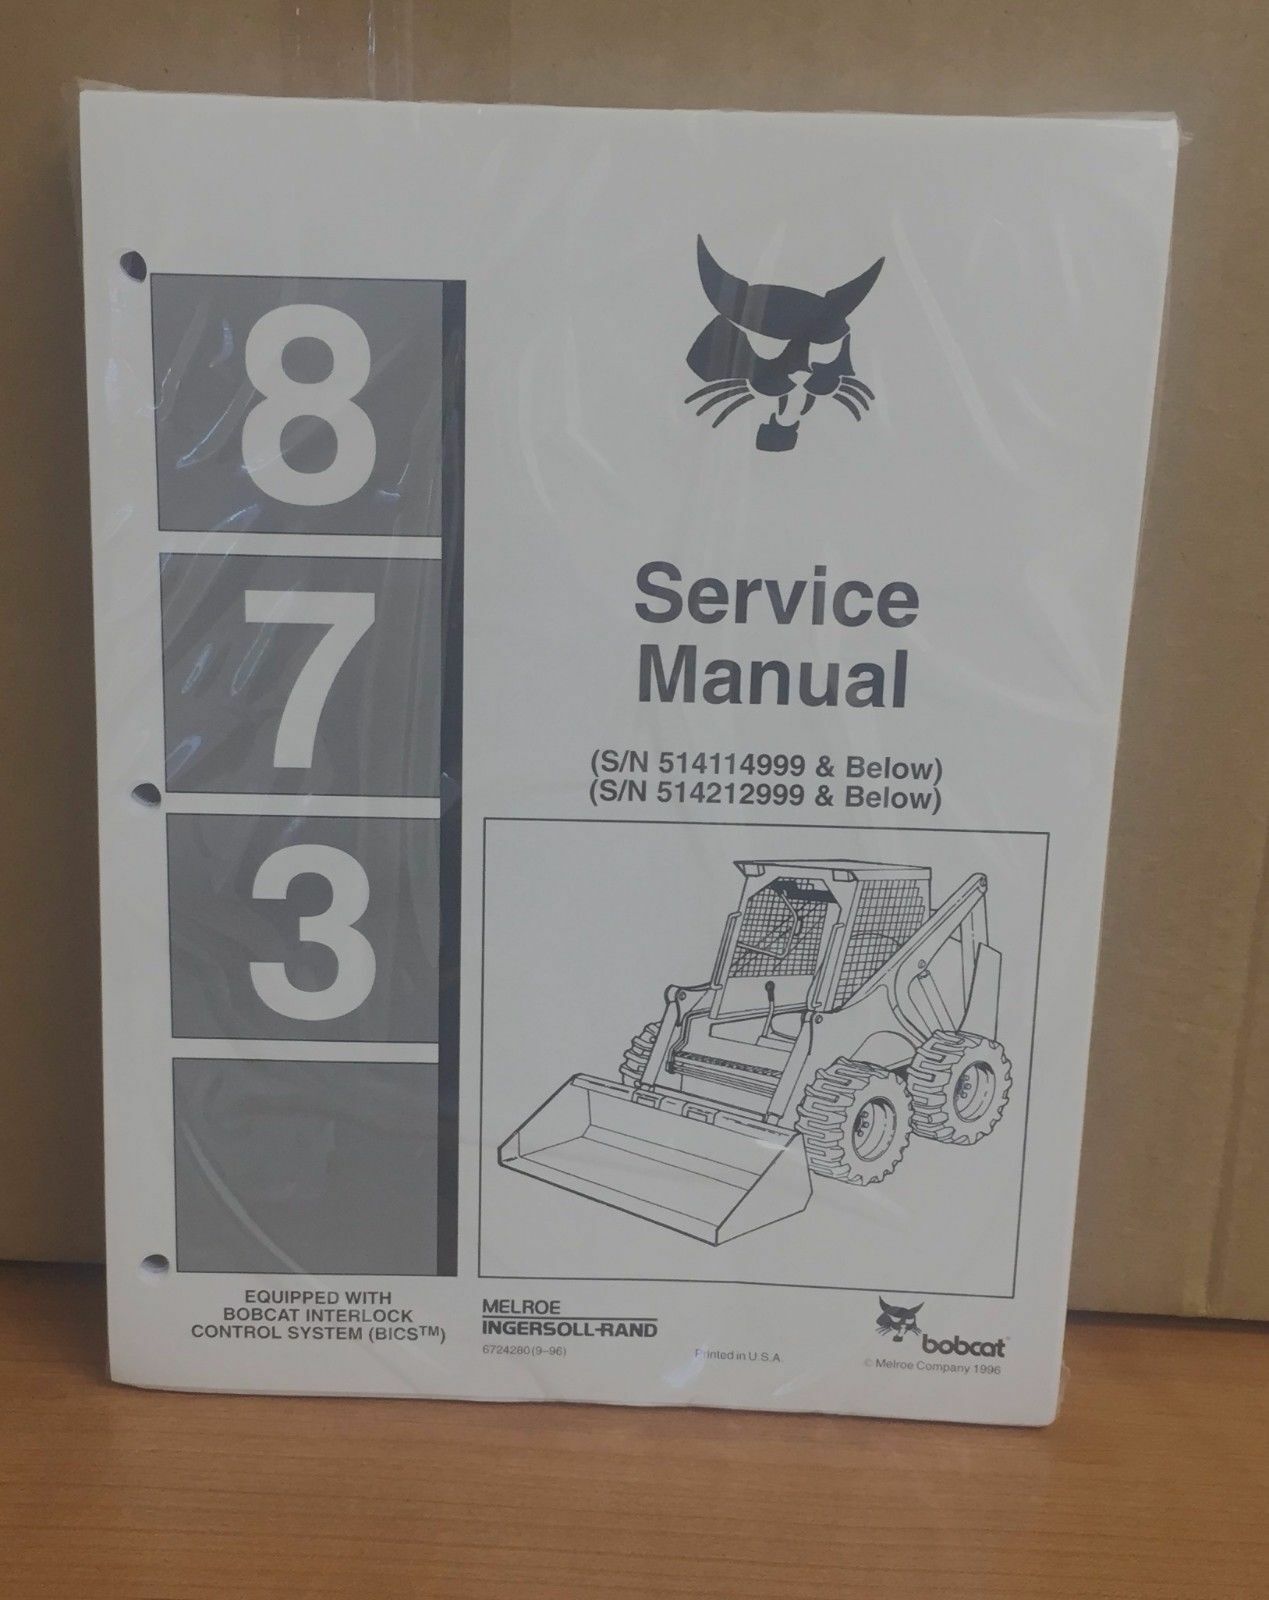 8
7
3
Service
Manual
(S/N 514114999 & Below)
(S/N 514212999 & Below)
EQUIPPED WITH
BOBCAT INTERLOCK
CONTROL SYSTEM (BICS™)
MELROE
INGERSOLL-RAND
6724280 (9–96)
Printed in U.S.A.
bobcat®
© Melroe Company 1996